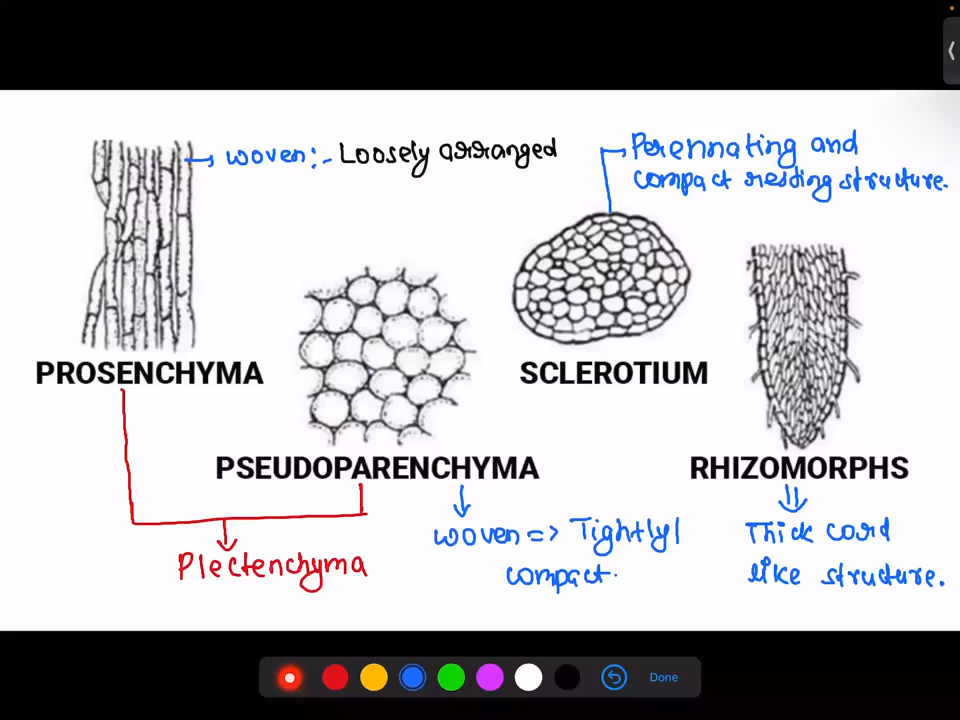 woven:- Loosely arranged
Perennating and
compact resting structure.
PROSENCHYMA
SCLEROTIUM
PSEUDOPARENCHYMA
RHIZOMORPHS
woven => Tightly/
compact.
Thick cord
like structure.
Plectenchyma
Done